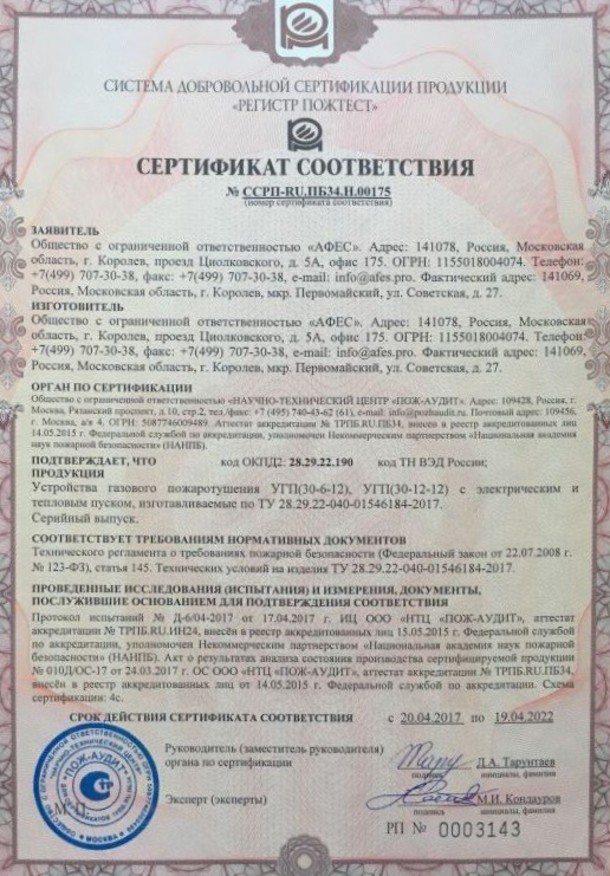 СИСТЕМА ДОБРОВОЛЬНОЙ СЕРТИФИКАЦИИ ПРОДУКЦИИ
«РЕГИСТР ПОЖТЕСТ»
СЕРТИФИКАТ СООТВЕТСТВИЯ
№ ССРП-RU.ПБ34.Н.00175
(номер сертификата соответствия)
ЗАЯВИТЕЛЬ
Общество с ограниченной ответственностью «АФЕС». Адрес: 141078, Россия, Московская
область, г. Королев, проезд Циолковского, д. 5А, офис 175. ОГРН: 1155018004074. Телефон:
+7(499) 707-30-38, факс: +7(499) 707-30-38, e-mail: info@afes.pro. Фактический адрес: 141069,
Россия, Московская область, г. Королев, мкр. Первомайский, ул. Советская, д. 27.
ИЗГОТОВИТЕЛЬ
Общество с ограниченной ответственностью «АФЕС». Адрес: 141078, Россия, Московская
область, г. Королев, проезд Циолковского, д. 5А, офис 175. ОГРН: 1155018004074. Телефон:
+7(499) 707-30-38, факс: +7(499) 707-30-38, e-mail: info@afes.pro. Фактический адрес: 141069,
Россия, Московская область, г. Королев, мкр. Первомайский, ул. Советская, д. 27.
ОРГАН ПО СЕРТИФИКАЦИИ
Общество с ограниченной ответственностью «НАУЧНО-ТЕХНИЧЕСКИЙ ЦЕНТР «ПОЖ-АУДИТ». Адрес: 109428, Россия, г.
Москва, Рязанский проспект, д.10, стр.2, тел./факс: +7 (495) 740-43-62 (61), e-mail: info@pozhaudit.ru. Почтовый адрес: 109456,
г. Москва, а/я 4. ОГРН: 5087746009489. Аттестат аккредитации № ТРПБ.RU.ПБ34, внесен в реестр аккредитованных лиц
14.05.2015 г. Федеральной службой по аккредитации, уполномочен Некоммерческим партнерством «Национальная академия
наук пожарной безопасности» (НАНПБ).
ПОДТВЕРЖДАЕТ, ЧТО код ОКПД2: 28.29.22.190 код ТН ВЭД России;
ПРОДУКЦИЯ
Устройства газового пожаротушения УГП(30-6-12), УГП(30-12-12) с электрическим и
тепловым пуском, изготавливаемые по ТУ 28.29.22-040-01546184-2017.
Серийный выпуск.
СООТВЕТСТВУЕТ ТРЕБОВАНИЯМ НОРМАТИВНЫХ ДОКУМЕНТОВ
Технического регламента о требованиях пожарной безопасности (Федеральный закон от 22.07.2008 г.
№ 123-ФЗ), статья 145. Технических условий на изделия ТУ 28.29.22-040-01546184-2017.
ПРОВЕДЕННЫЕ ИССЛЕДОВАНИЯ (ИСПЫТАНИЯ) И ИЗМЕРЕНИЯ, ДОКУМЕНТЫ,
ПОСЛУЖИВШИЕ ОСНОВАНИЕМ ДЛЯ ПОДТВЕРЖДЕНИЯ СООТВЕТСТВИЯ
Протокол испытаний № Д-6/04-2017 от 17.04.2017 г. ИЦ ООО «НТЦ «ПОЖ-АУДИТ», аттестат
аккредитации № ТРПБ.RU.ИН24, внесён в реестр аккредитованных лиц 15.05.2015 г. Федеральной службой
по аккредитации, уполномочен Некоммерческим партнерством «Национальная академия наук пожарной
безопасности» (НАНПБ). Акт о результатах анализа состояния производства сертифицируемой продукции
№ 010Д/ОС-17 от 24.03.2017 г. ОС ООО «НТЦ «ПОЖ-АУДИТ», аттестат аккредитации № ТРПБ.RU.ПБ34,
внесён в реестр аккредитованных лиц от 14.05.2015 г. Федеральной службой по аккредитации. Схема
сертификации: 4с.
СРОК ДЕЙСТВИЯ СЕРТИФИКАТА СООТВЕТСТВИЯ с 20.04.2017 по 19.04.2022
Руководитель (заместитель руководителя)
органа по сертификации Д.А. Тарунтаев
подпись инициалы, фамилия
М.П.
Эксперт (эксперты) М.И. Кондауров
подпись инициалы, фамилия
РП № 0003143
"ПОЖ-АУДИТ"
ТР
МОСКВА